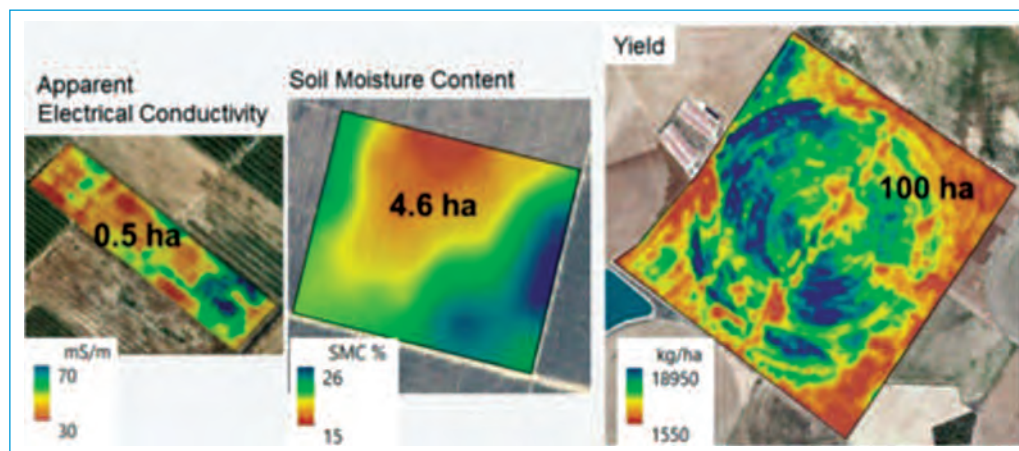 Apparent
Electrical Conductivity
0.5 ha
mS/m
70
30
Soil Moisture Content
4.6 ha
SMC %
26
15
Yield
100 ha
kg/ha
18950
1550